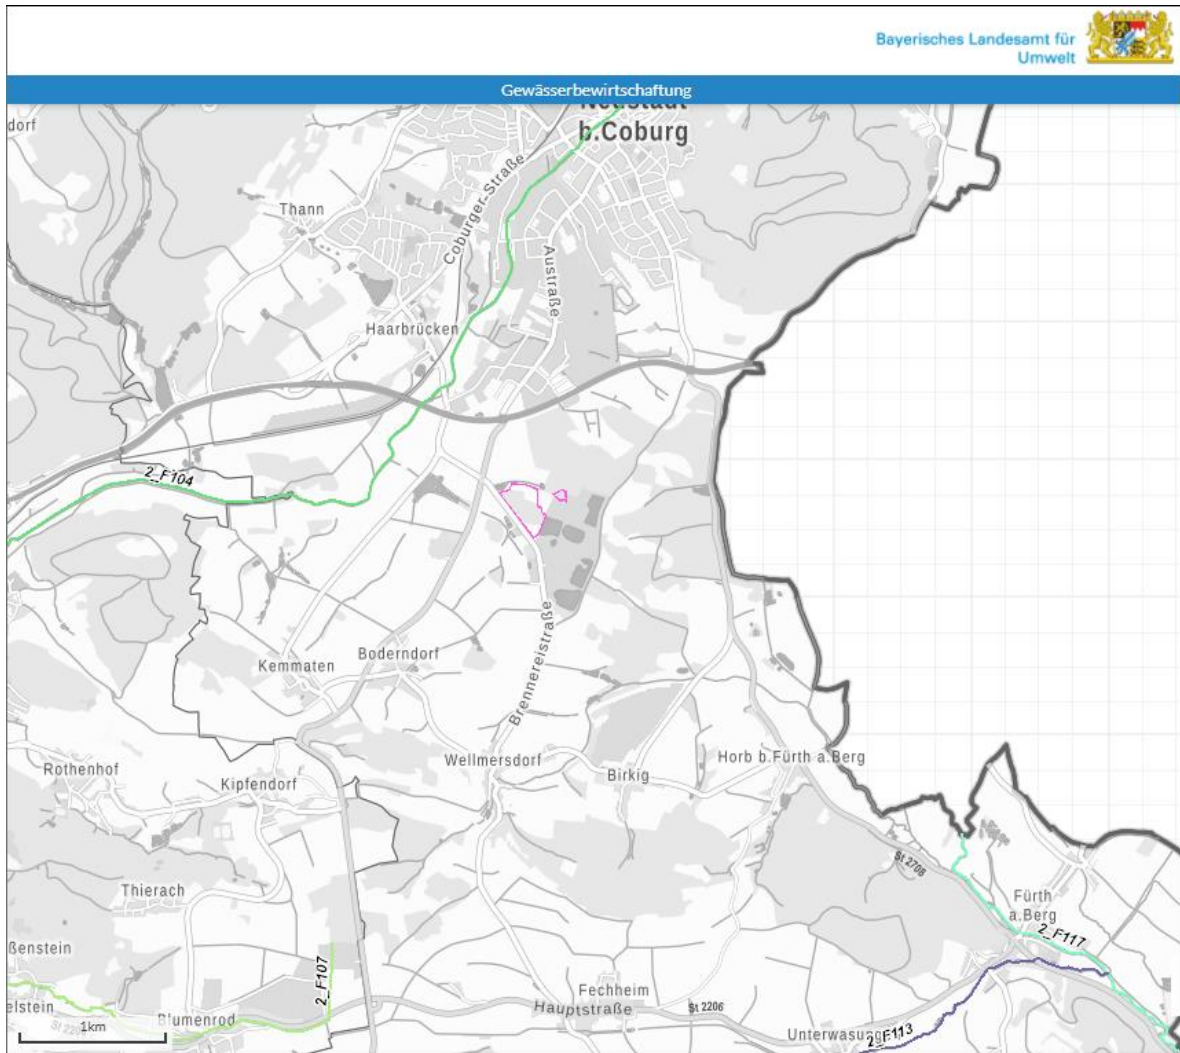 Bayerisches Landesamt für
Umwelt
Gewässerbewirtschaftung
Neustadt
b.Coburg
dorf
Thann
Coburger-Straße
Austraße
Haarbrücken
2_F104
Brennereistraße
Boderndorf
Kemmaten
Wellmersdorf
Birkig
Horb b.Fürth a.Berg
Rothenhof
Kipfendorf
St 2708
Thierach
Fürth
a.Berg
2_F117
ßenstein
2_F107
elstein
Fechheim
Hauptstraße
St 2206
Blumenrod
1km
Unterwasung
2_F113